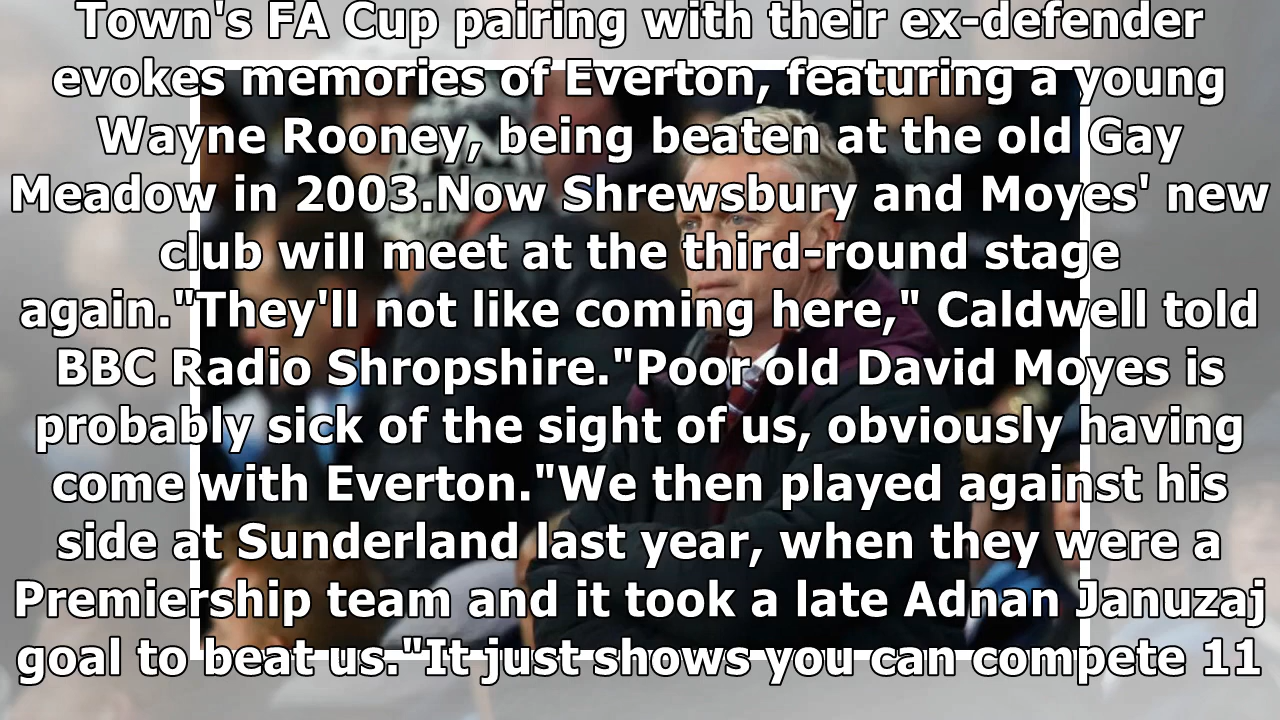 Town's FA Cup pairing with their ex-defender
evokes memories of Everton, featuring a young
Wayne Rooney, being beaten at the old Gay
Meadow in 2003.Now Shrewsbury and Moyes' new
club will meet at the third-round stage
again."They'll not like coming here," Caldwell told
BBC Radio Shropshire."Poor old David Moyes is
probably sick of the sight of us, obviously having
come with Everton."We then played against his
side at Sunderland last year, when they were a
Premiership team and it took a late Adnan Januzaj
goal to beat us."It just shows you can compete 11